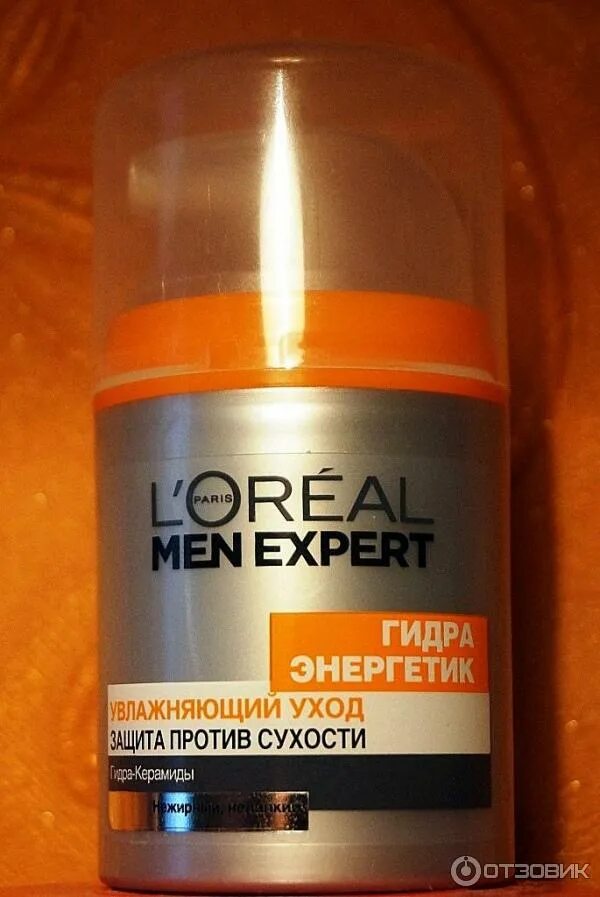 L'ORÉAL
PARIS
MEN EXPERT
ГИДРА
ЭНЕРГЕТИК
УВЛАЖНЯЮЩИЙ УХОД
ЗАЩИТА ПРОТИВ СУХОСТИ
Гидра-Керамиды
Нежирный, нелипкий
ОТЗОВИК